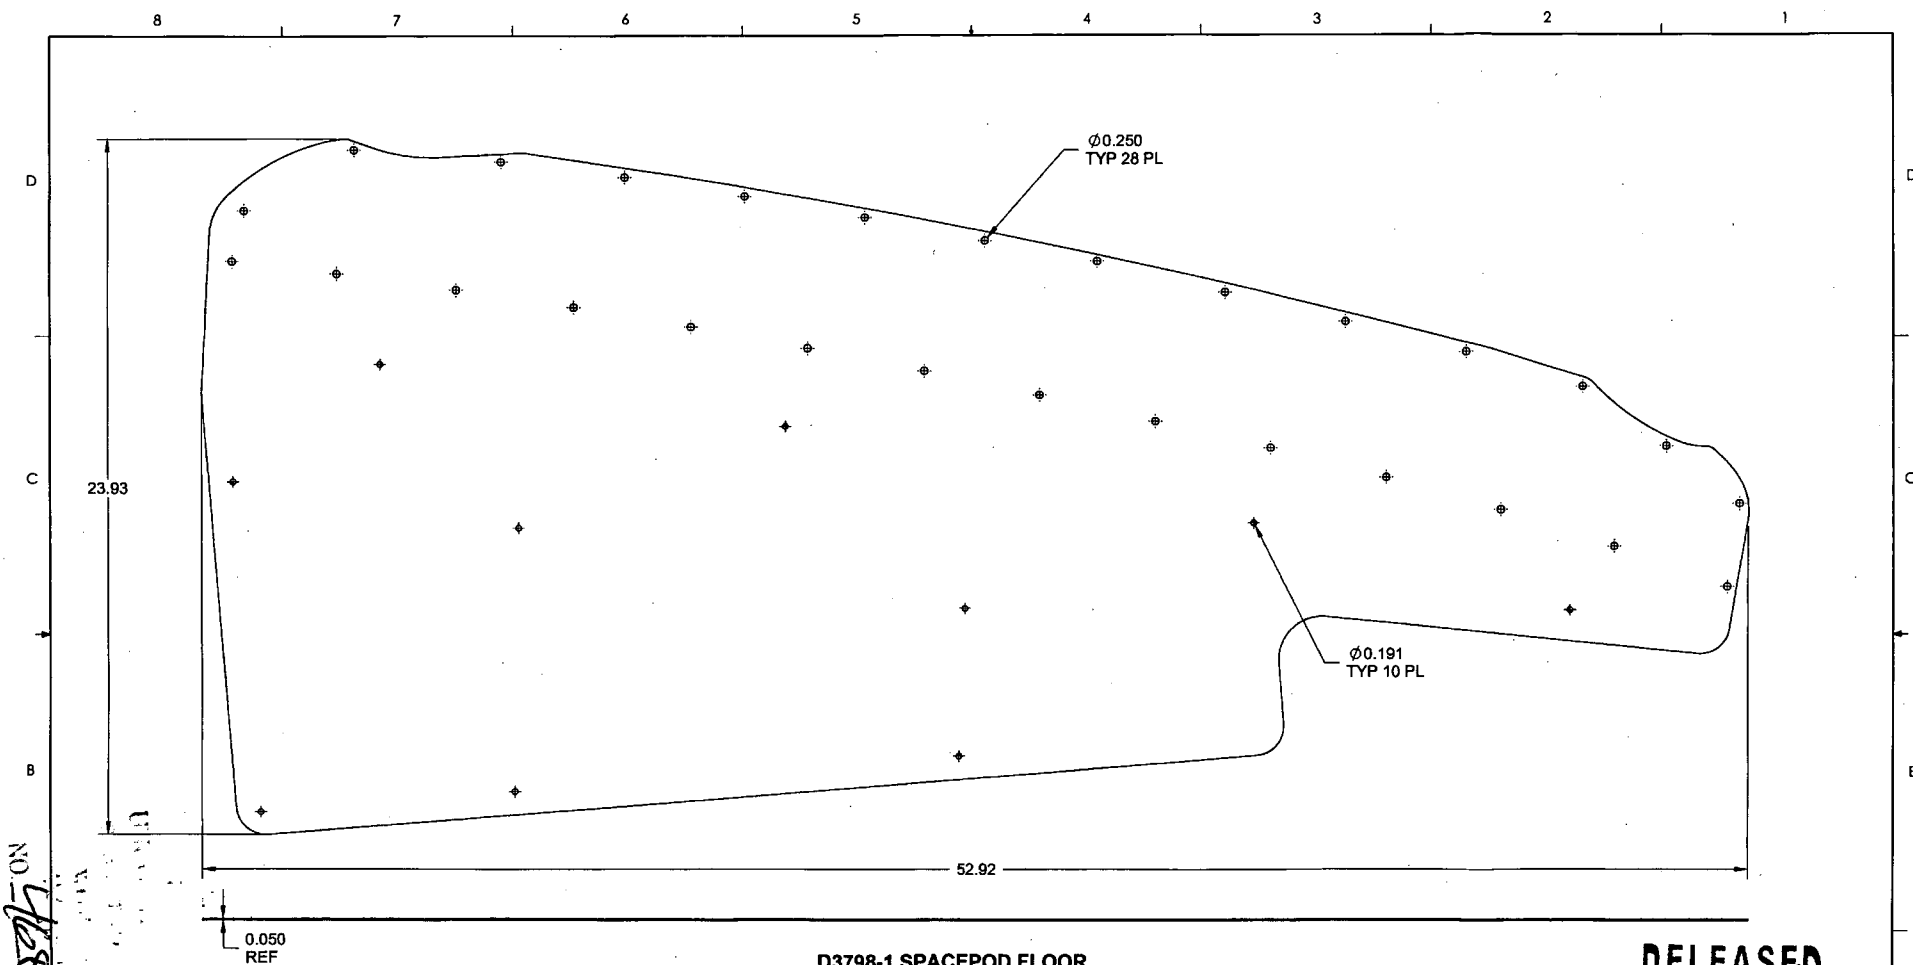 8 7 6 5 4 3 2 1
Ø0.250
TYP 28 PL
D
23.93
C
Ø0.191
TYP 10 PL
B
52.92
0.050
REF
D3798-1 SPACEPOD FLOOR
RELEASED
NO